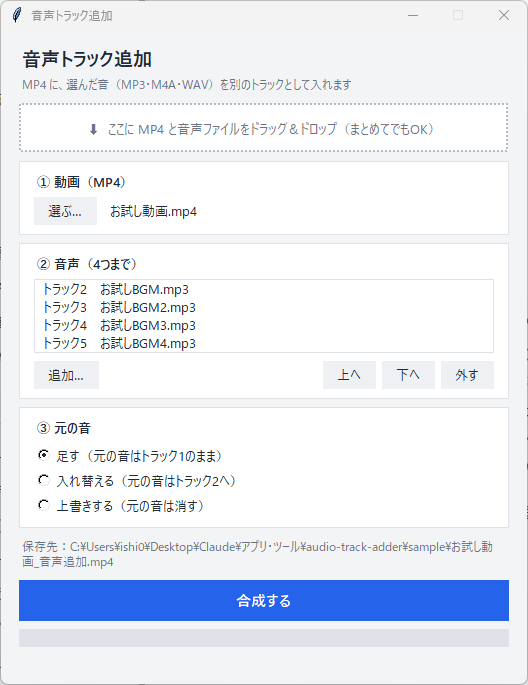 音声トラック追加
音声トラック追加
MP4 に、選んだ音（MP3・M4A・WAV）を別のトラックとして入れます
⬇ ここに MP4 と音声ファイルをドラッグ＆ドロップ（まとめてでもOK）
① 動画（MP4）
選ぶ... お試し動画.mp4
② 音声（4つまで）
トラック2 お試しBGM.mp3
トラック3 お試しBGM2.mp3
トラック4 お試しBGM3.mp3
トラック5 お試しBGM4.mp3
追加... 上へ 下へ 外す
③ 元の音
足す（元の音はトラック1のまま）
入れ替える（元の音はトラック2へ）
上書きする（元の音は消す）
保存先：C:¥Users¥ishi0¥Desktop¥Claude¥アプリ・ツール¥audio-track-adder¥sample¥お試し動
画_音声追加.mp4
合成する